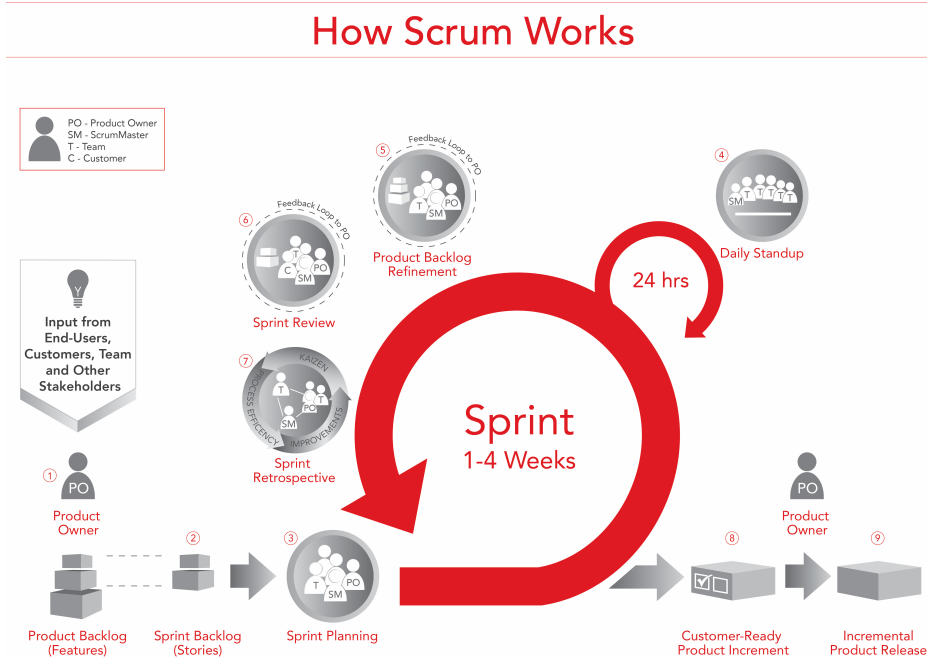 How Scrum Works
PO - Product Owner
SM - ScrumMaster
T - Team
C - Customer
5
Feedback Loop to PO
T
C
SM
PO
Product Backlog
Refinement
4
SM
T
T
T
T
T
Daily Standup
6
Feedback Loop to PO
C
T
SM
PO
Sprint Review
24 hrs
Input from
End-Users,
Customers, Team
and Other
Stakeholders
7
KAIZEN
PROCESS EFFICENCY
IMPROVEMENTS
T
T
PO
SM
Sprint
Retrospective
Sprint
1-4 Weeks
1
PO
Product
Owner
PO
Product
Owner
2
3
T
C
SM
PO
8
9
Product Backlog
(Features)
Sprint Backlog
(Stories)
Sprint Planning
Customer-Ready
Product Increment
Incremental
Product Release